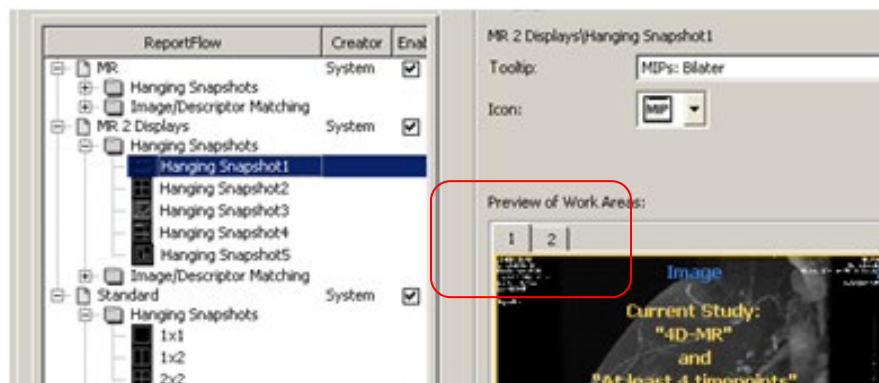 ReportFlow Creator Enab
MR System
Hanging Snapshots
Image/Descriptor Matching
MR 2 Displays System
Hanging Snapshots
Hanging Snapshot1
Hanging Snapshot2
Hanging Snapshot3
Hanging Snapshot4
Hanging Snapshot5
Image/Descriptor Matching
Standard System
Hanging Snapshots
1x1
1x2
2x2
MR 2 Displays\Hanging Snapshot1
Tooltip: MIPs: Bilater
Icon: MIP
Preview of Work Areas:
1 2
Image
Current Study:
"4D-MR"
and
"At least 4 timepoints"